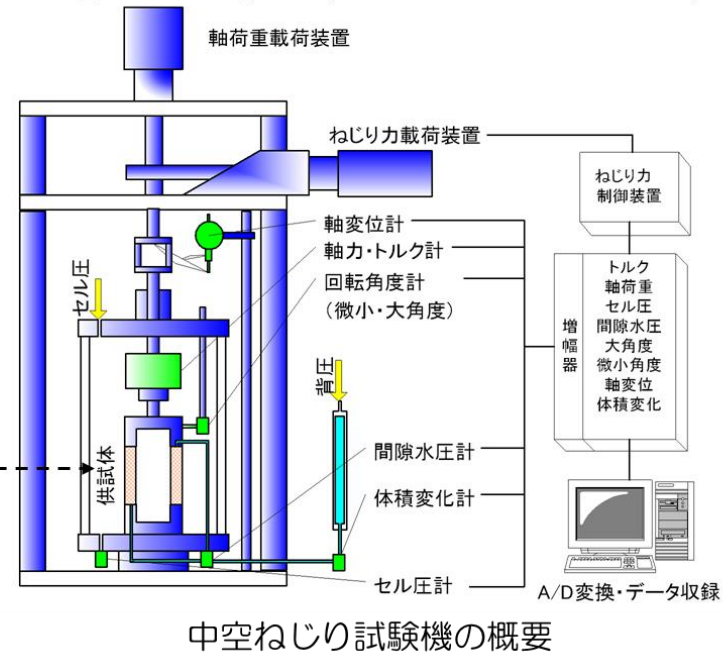 軸荷重載荷装置
ねじり力載荷装置
ねじり力
制御装置
軸変位計
軸力・トルク計
回転角度計
(微小・大角度)
セル圧
背圧
供試体
間隙水圧計
体積変化計
セル圧計
増幅器
トルク
軸荷重
セル圧
間隙水圧
大角度
微小角度
軸変位
体積変化
A/D変換・データ収録
中空ねじり試験機の概要